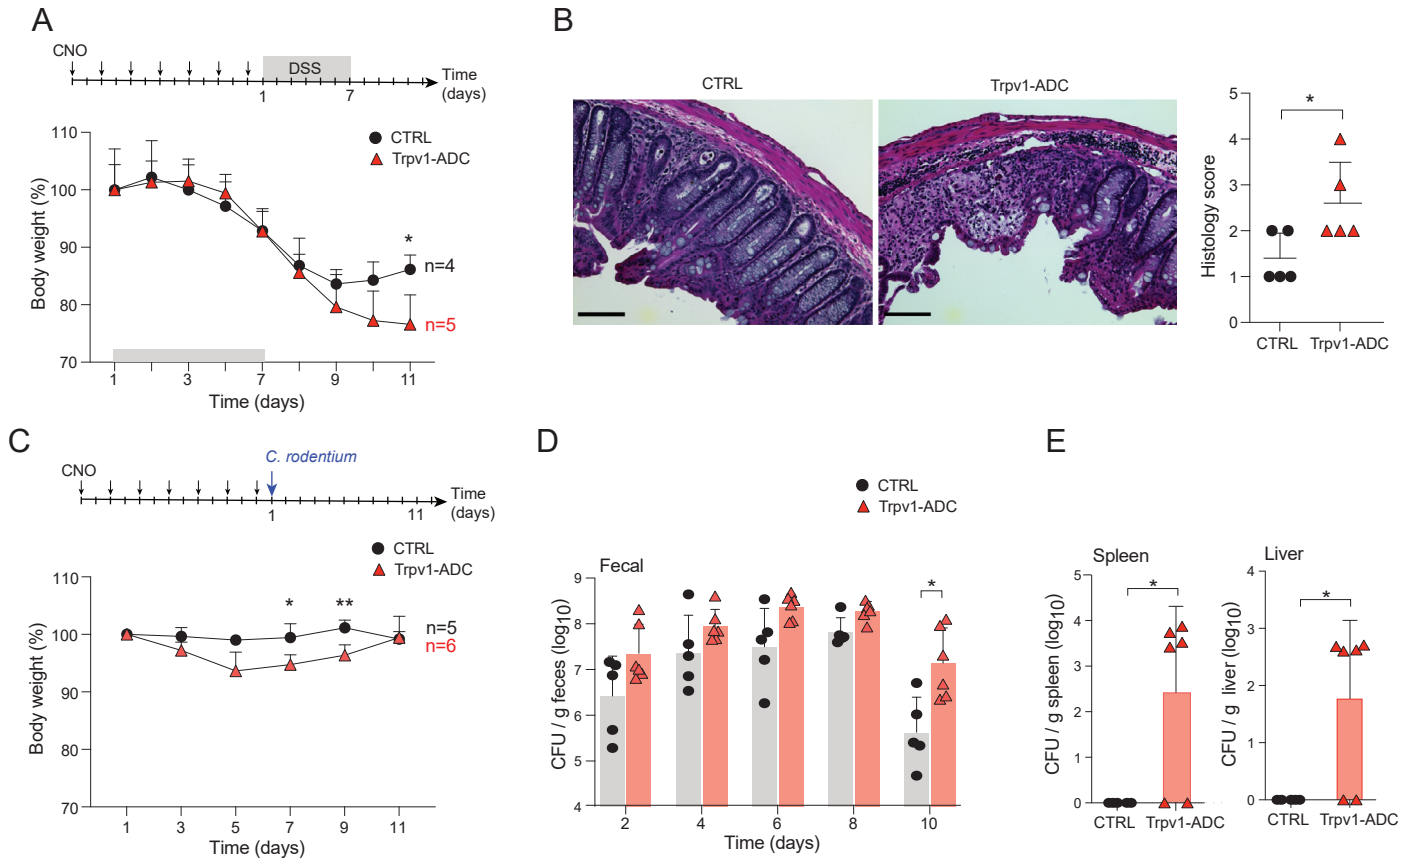 A
CNO
DSS
1
7
Time
(days)
110
100
90
80
70
Body weight (%)
CTRL
Trpv1-ADC
*
n=4
n=5
1
3
5
7
9
11
Time (days)
B
CTRL
Trpv1-ADC
5
4
3
2
1
0
Histology score
*
CTRL
Trpv1-ADC
C
C. rodentium
CNO
1
11
Time
(days)
CTRL
Trpv1-ADC
110
100
90
80
70
Body weight (%)
*
**
n=5
n=6
1
3
5
7
9
11
Time (days)
D
CTRL
Trpv1-ADC
Fecal
9
8
7
6
5
4
CFU / g feces (log10)
*
2
4
6
8
10
Time (days)
E
Spleen
5
4
3
2
1
0
CFU / g spleen (log10)
*
CTRL
Trpv1-ADC
Liver
4
3
2
1
0
CFU / g liver (log10)
*
CTRL
Trpv1-ADC